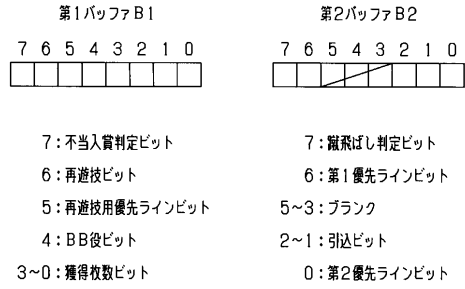 第1バッファB1
7 6 5 4 3 2 1 0
7:不当入賞判定ビット
6:再遊技ビット
5:再遊技用優先ラインビット
4:BB役ビット
3~0:獲得枚数ビット
第2バッファB2
7 6 5 4 3 2 1 0
7:蹴飛ばし判定ビット
6:第1優先ラインビット
5~3:ブランク
2~1:引込ビット
0:第2優先ラインビット